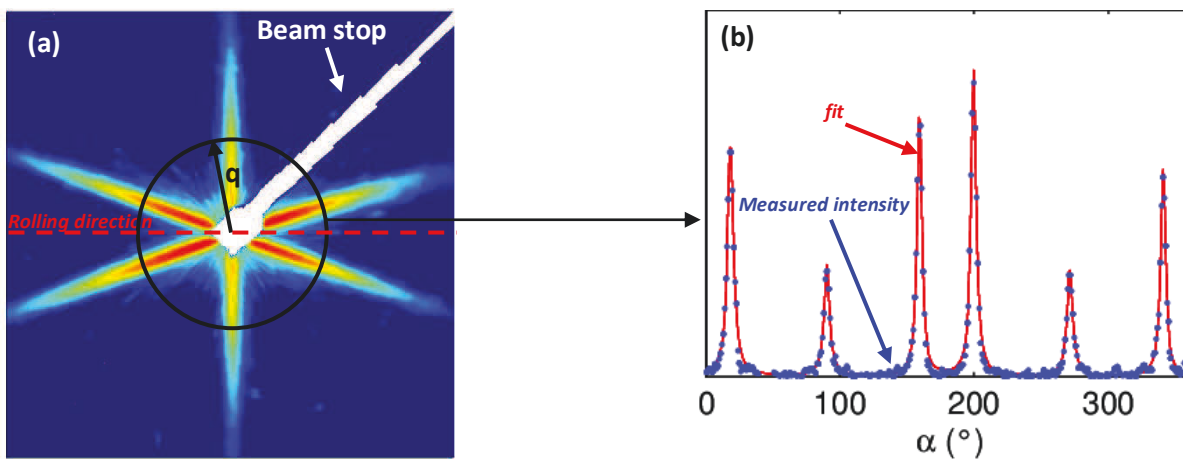 (a)
Beam stop
q
Rolling direction
(b)
fit
Measured intensity
0 100 200 300
α (°)